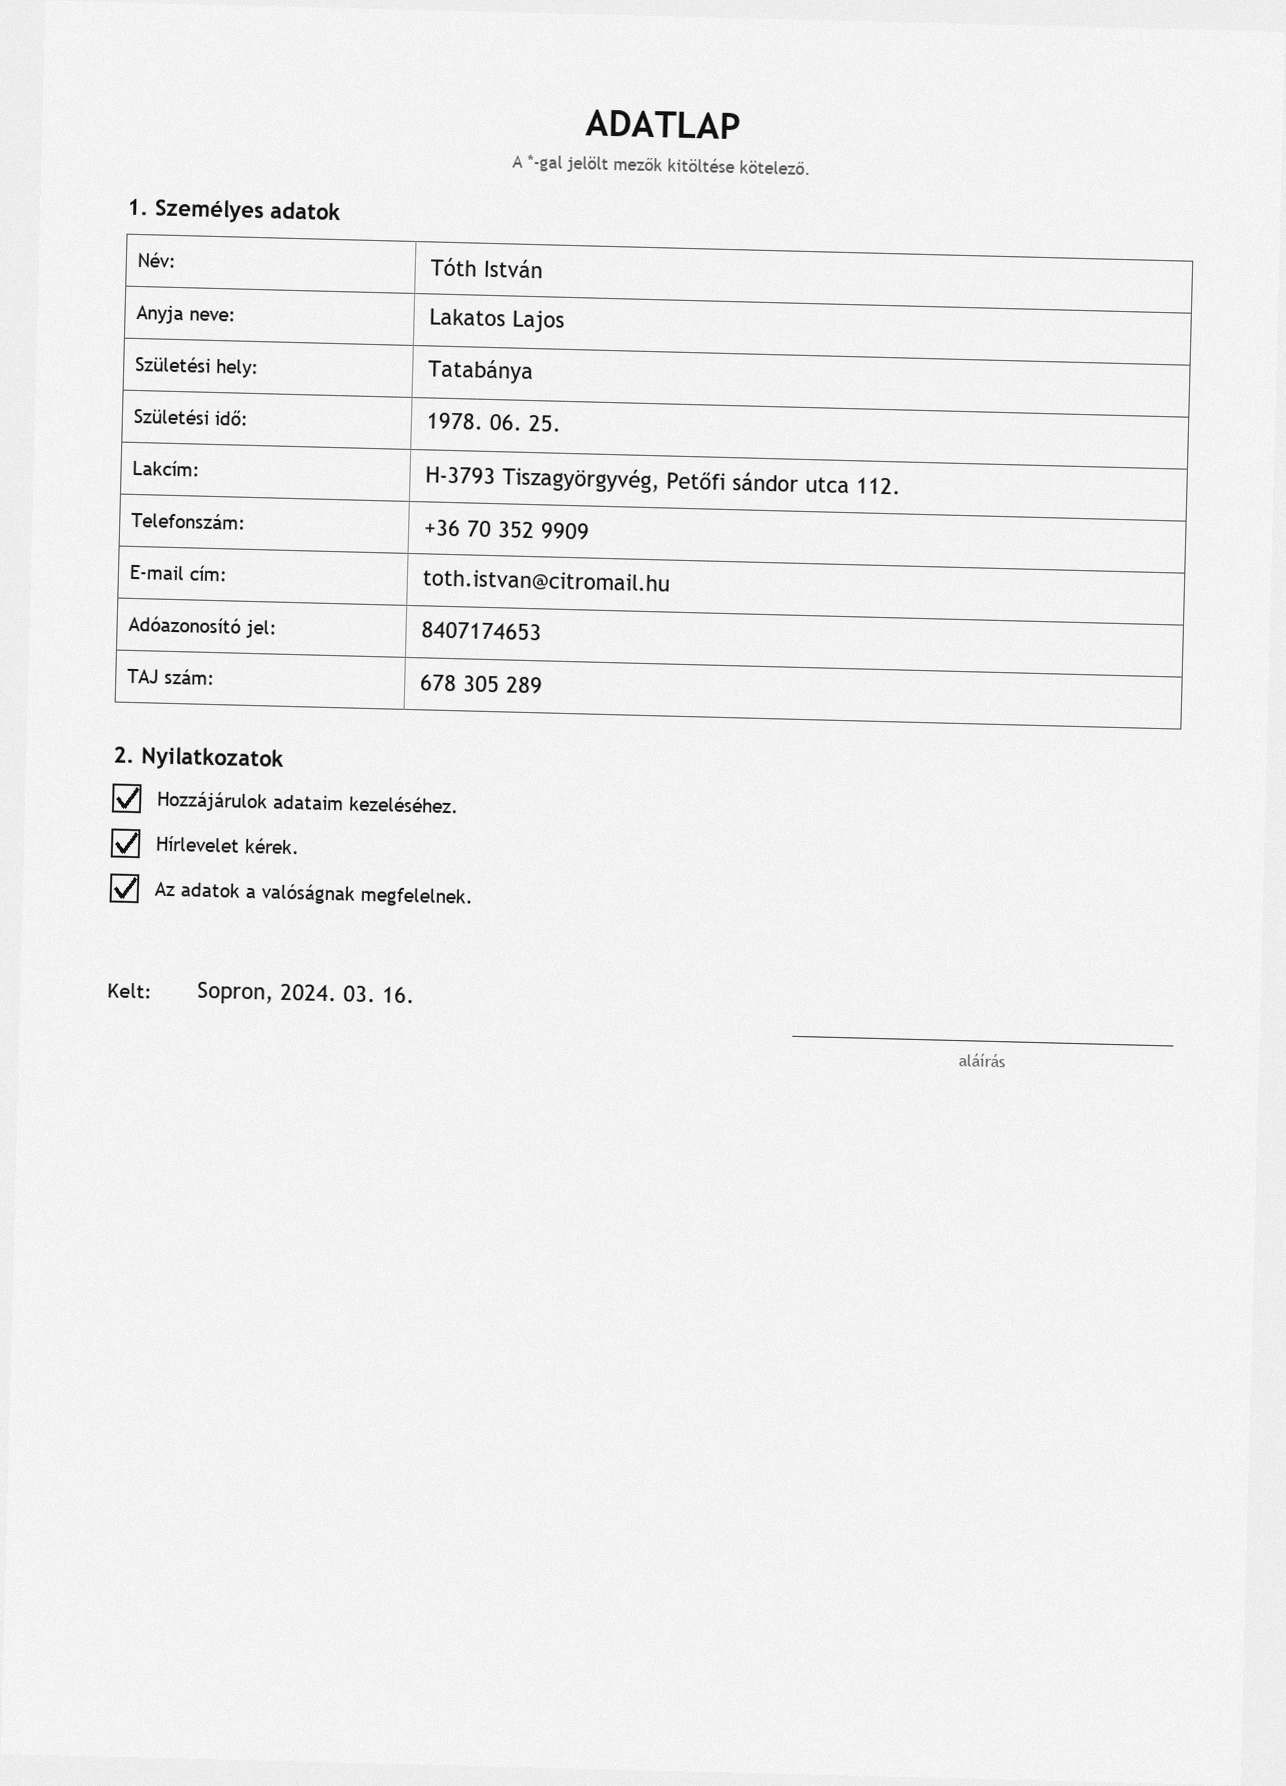 ADATLAP
A *-gal jelölt mezők kitöltése kötelező.
1. Személyes adatok
Név: Tóth István
Anyja neve: Lakatos Lajos
Születési hely: Tatabánya
Születési idő: 1978. 06. 25.
Lakcím: H-3793 Tiszagyörgyvég, Petőfi sándor utca 112.
Telefonszám: +36 70 352 9909
E-mail cím: toth.istvan@citromail.hu
Adóazonosító jel: 8407174653
TAJ szám: 678 305 289
2. Nyilatkozatok
Hozzájárulok adataim kezeléséhez.
Hírlevelet kérek.
Az adatok a valóságnak megfelelnek.
Kelt: Sopron, 2024. 03. 16.
aláírás